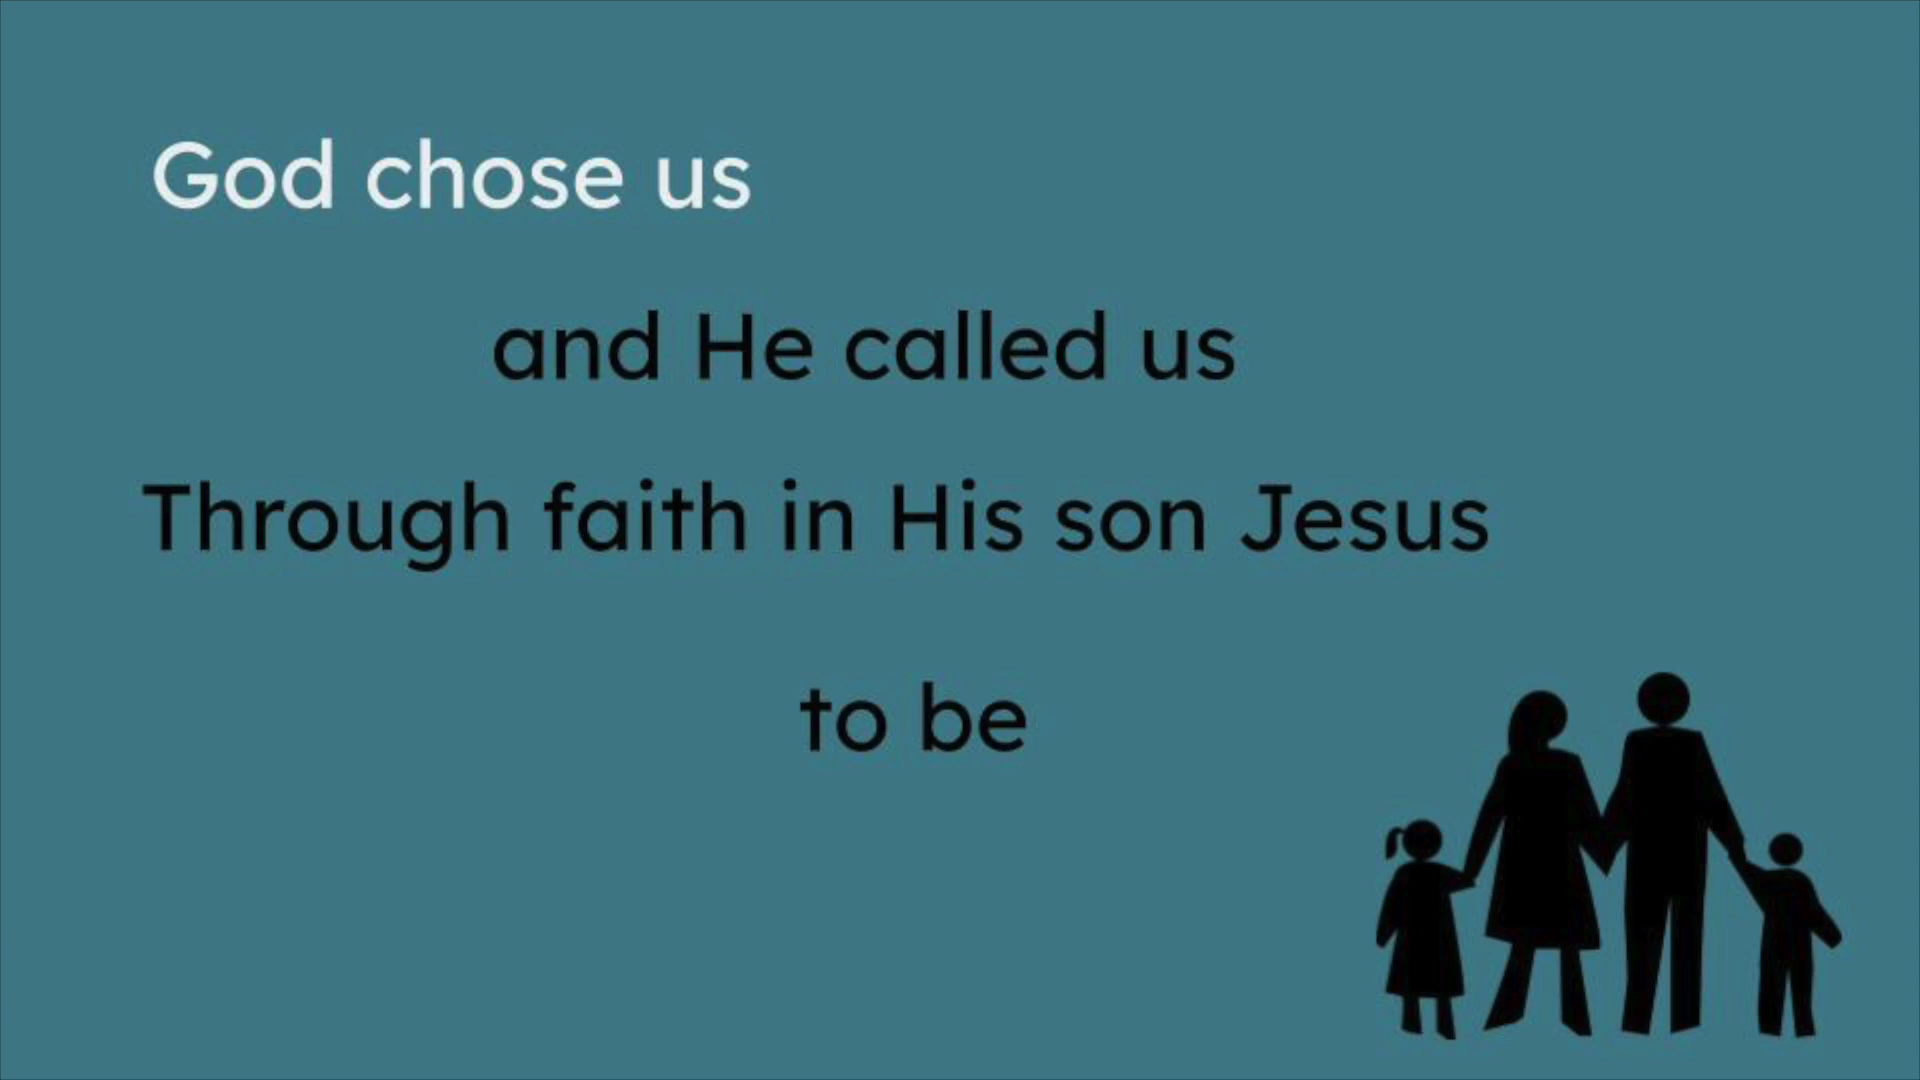 God chose us
and He called us
Through faith in His son Jesus
to be